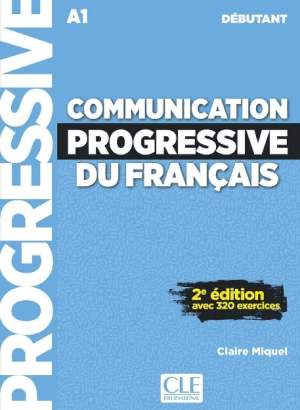 PROGRESSIVE
A1
DÉBUTANT
COMMUNICATION
PROGRESSIVE
DU FRANÇAIS
2e édition
avec 320 exercices
Claire Miquel
CLE
INTERNATIONAL